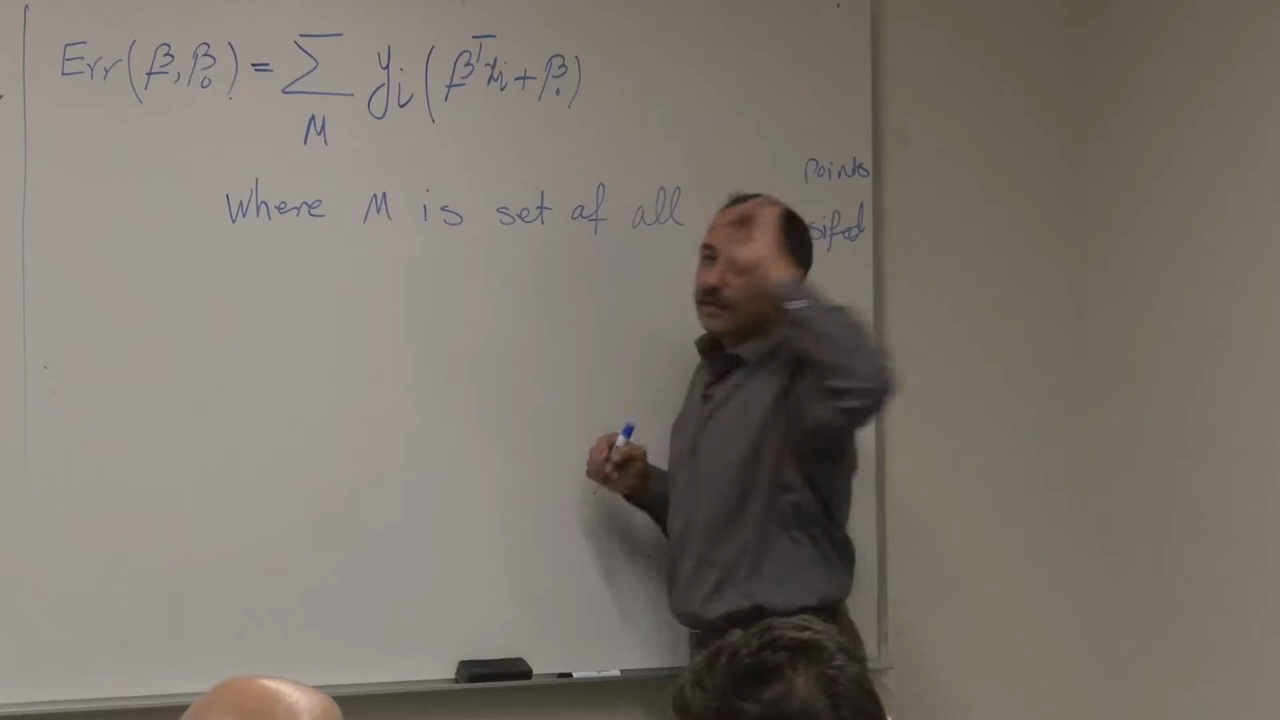 Err(β,β₀) = Σ_M yᵢ(βᵀxᵢ+β₀)
Points
Where M is set of all